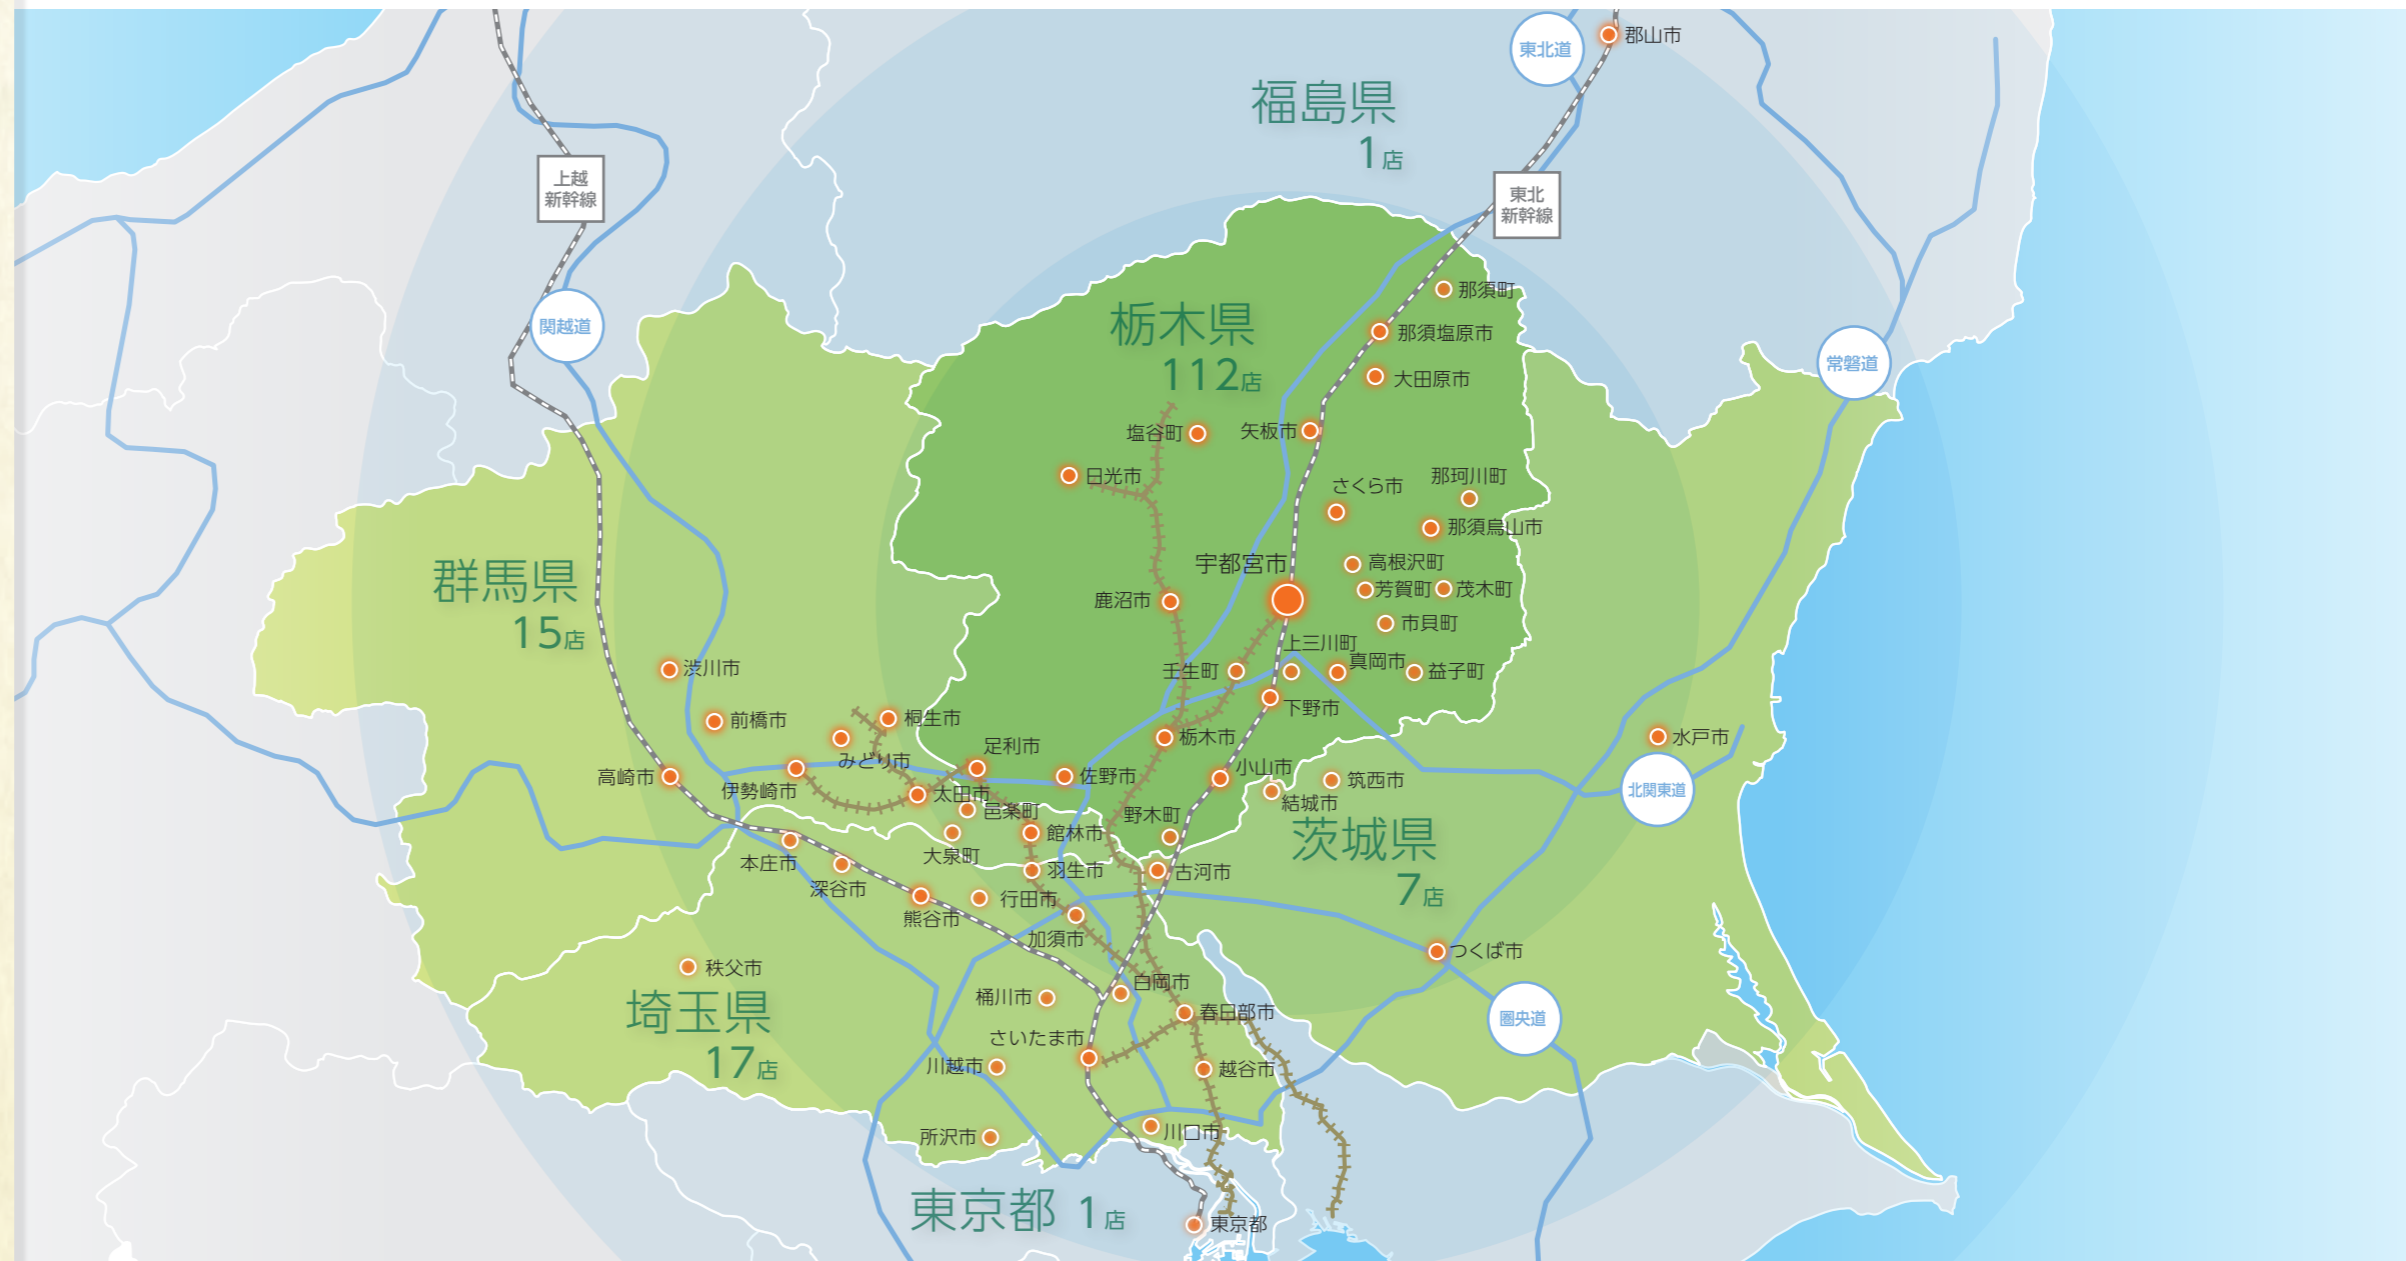 東北道
郡山市
福島県
1店
上越
新幹線
東北
新幹線
関越道
那須町
栃木県
112店
那須塩原市
大田原市
常磐道
塩谷町
矢板市
日光市
さくら市
那珂川町
那須烏山市
宇都宮市
高根沢町
芳賀町
茂木町
鹿沼市
市貝町
群馬県
15店
上三川町
渋川市
壬生町
真岡市
益子町
下野市
前橋市
桐生市
栃木市
水戸市
みどり市
足利市
高崎市
伊勢崎市
佐野市
小山市
筑西市
北関東道
太田市
邑楽町
結城市
野木町
館林市
茨城県
7店
大泉町
本庄市
深谷市
羽生市
古河市
熊谷市
行田市
加須市
つくば市
秩父市
埼玉県
17店
白岡市
桶川市
春日部市
圏央道
さいたま市
川越市
越谷市
所沢市
川口市
東京都 1店
東京都